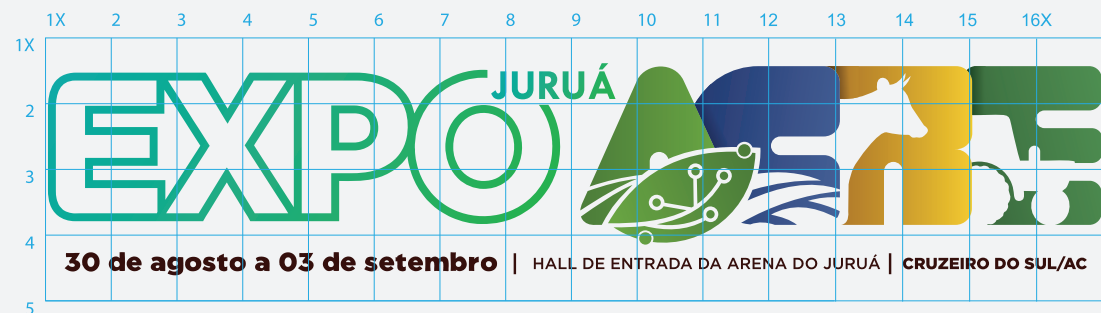 1X 2 3 4 5 6 7 8 9 10 11 12 13 14 15 16X
1X
2
3
4
5
EXPO JURUÁ ACRE
30 de agosto a 03 de setembro | HALL DE ENTRADA DA ARENA DO JURUÁ | CRUZEIRO DO SUL/AC